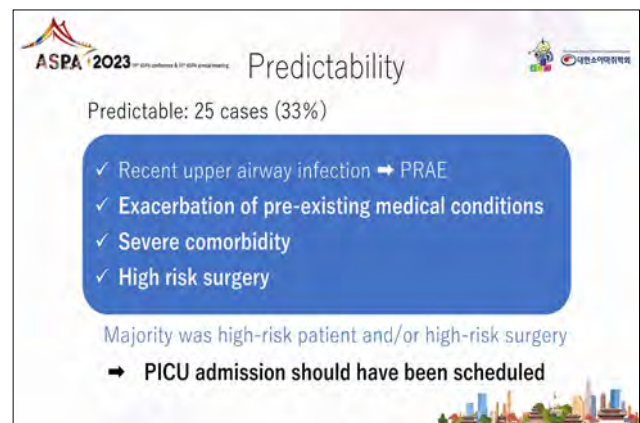 ASPA 2023
Predictability
대한소아마취학회
Predictable: 25 cases (33%)
✓ Recent upper airway infection ➡ PRAE
✓ Exacerbation of pre-existing medical conditions
✓ Severe comorbidity
✓ High risk surgery
Majority was high-risk patient and/or high-risk surgery
➡ PICU admission should have been scheduled